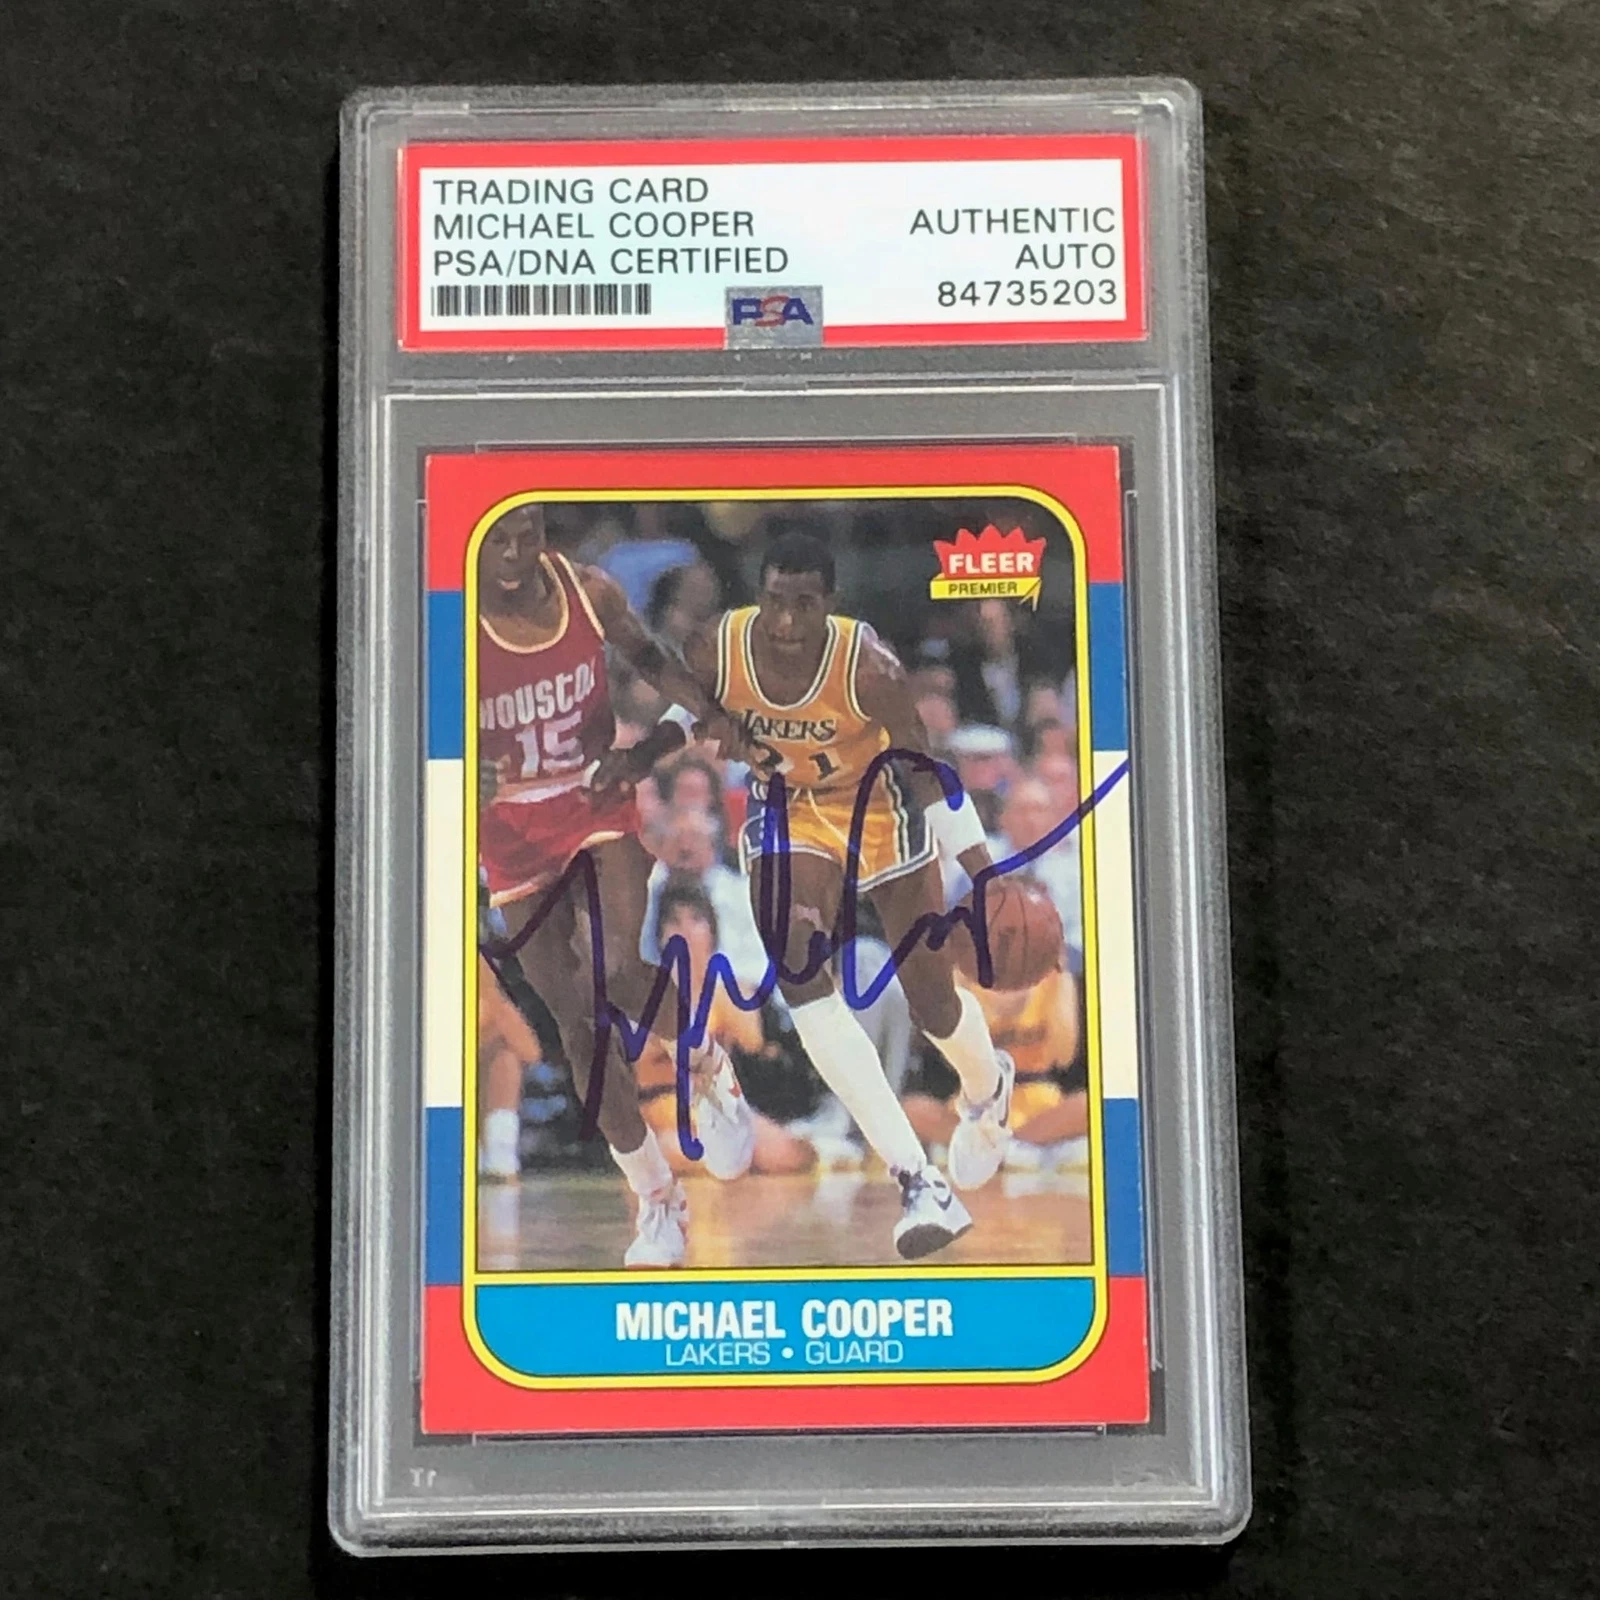 TRADING CARD
MICHAEL COOPER
PSA/DNA CERTIFIED
AUTHENTIC
AUTO
84735203
PSA
FLEER
PREMIER
HOUSTON
15
LAKERS
21
MICHAEL COOPER
LAKERS • GUARD